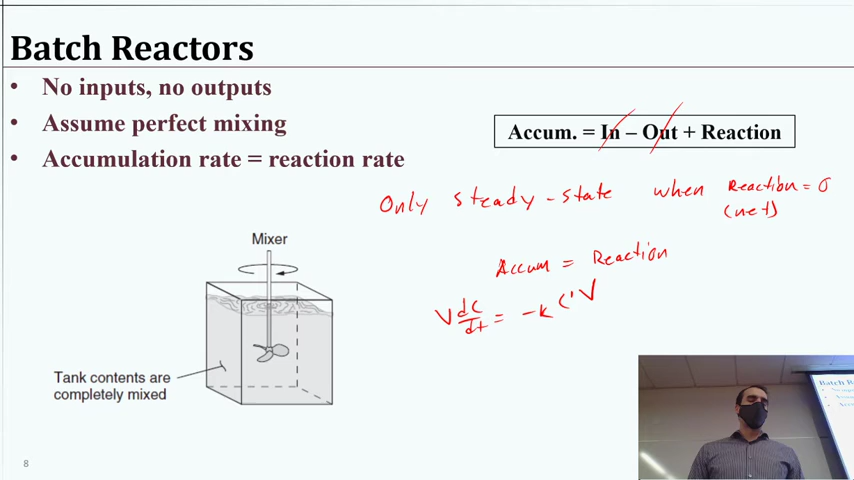 Batch Reactors
• No inputs, no outputs
• Assume perfect mixing
• Accumulation rate = reaction rate
Accum. = In – Out + Reaction
Only steady-state when Reaction = 0
(net)
Accum = Reaction
V dC/dt = -k C' V
Mixer
Tank contents are
completely mixed
8
Batch R